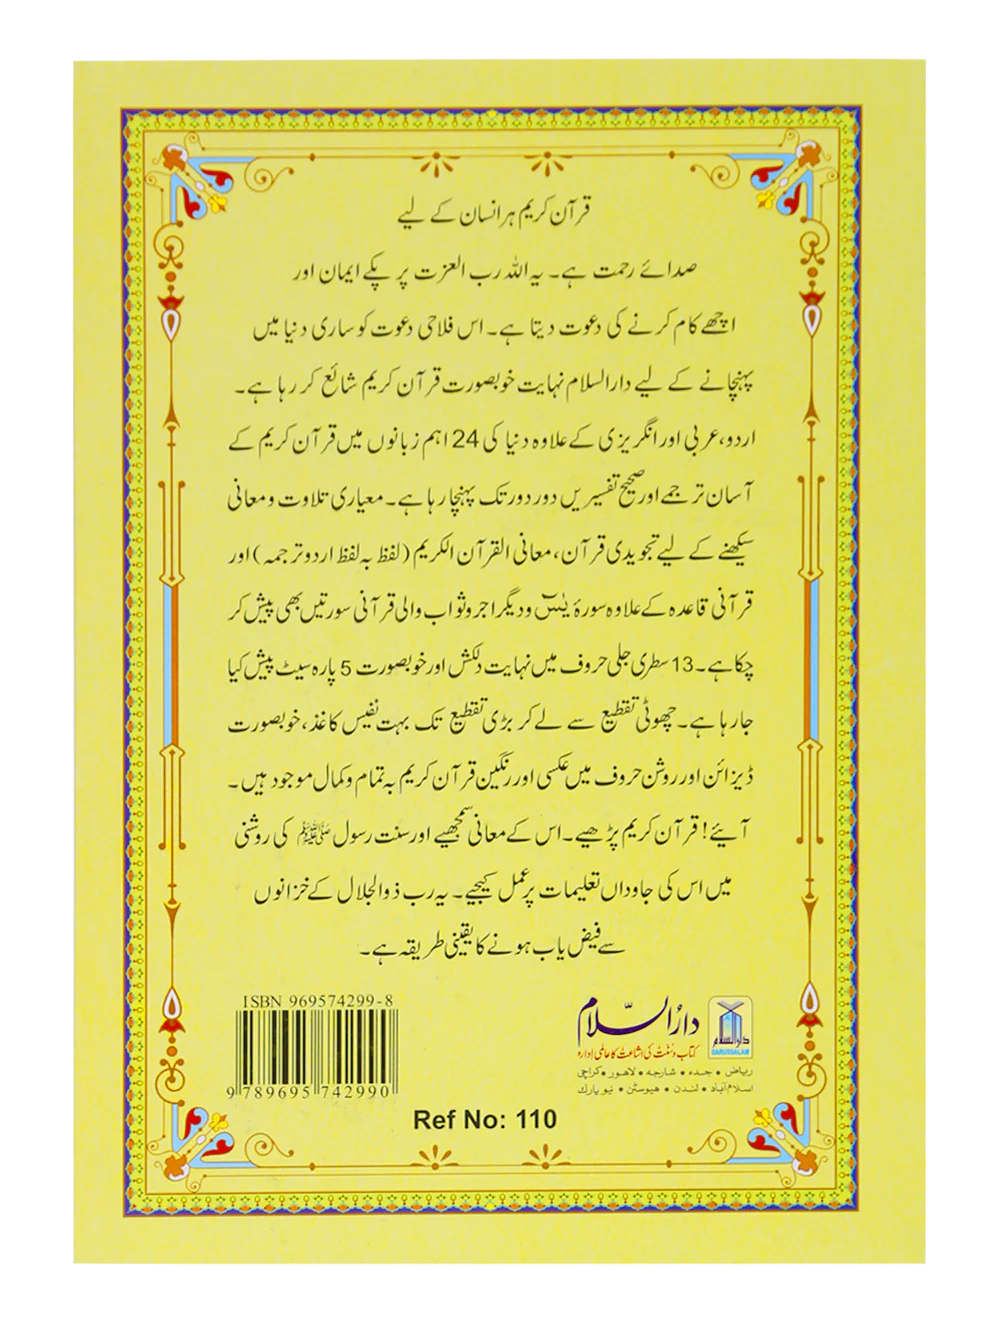 قرآن کریم ہر انسان کے لیے
صدائے رحمت ہے۔ یہ اللہ رب العزت پر پکے ایمان اور
اچھے کام کرنے کی دعوت دیتا ہے۔ اس فلاحی دعوت کو ساری دنیا میں
پہنچانے کے لیے دارالسلام نہایت خوبصورت قرآن کریم شائع کر رہا ہے۔
اردو، عربی اور انگریزی کے علاوہ دنیا کی 24 اہم زبانوں میں قرآن کریم کے
آسان ترجمے اور صحیح تفسیریں دور دور تک پہنچا رہا ہے۔ معیاری تلاوت و معانی
سیکھنے کے لیے تجویدی قرآن، معانی القرآن الکریم (لفظ بہ لفظ اردو ترجمہ) اور
قرآنی قاعدہ کے علاوہ سورۂ یٰسٓ و دیگر اجر و ثواب والی قرآنی سورتیں بھی پیش کر
چکا ہے۔ 13 سطری جلی حروف میں نہایت دلکش اور خوبصورت 5 پارہ سیٹ پیش کیا
جا رہا ہے۔ چھوٹی تقطیع سے لے کر بڑی تقطیع تک بہت نفیس کاغذ، خوبصورت
ڈیزائن اور روشن حروف میں عکسی اور رنگین قرآن کریم بہ تمام و کمال موجود ہیں۔
آیئے! قرآن کریم پڑھیے۔ اس کے معانی سمجھیے اور سنت رسول ﷺ کی روشنی
میں اس کی جاوداں تعلیمات پر عمل کیجیے۔ یہ رب ذوالجلال کے خزانوں
سے فیض یاب ہونے کا یقینی طریقہ ہے۔
ISBN 969574299-8
9 789695 742990
دارالسلام
کتاب و سنت کی اشاعت کا عالمی ادارہ
ریاض • جدہ • شارجہ • لاہور • کراچی
اسلام آباد • لندن • ھیوسٹن • نیو یارک
دارالسلام
DARUSSALAM
Ref No: 110